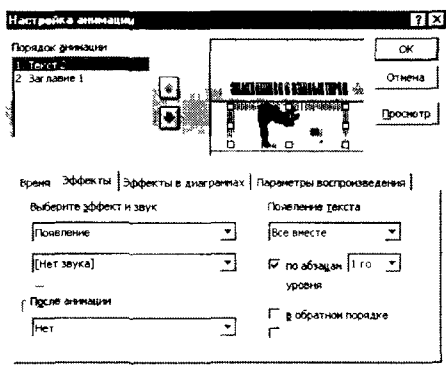 Настройка анимации
Порядок анимации
1. Текст 2
2 Заглавие 1
ОК
Отмена
Просмотр
Время Эффекты Эффекты в диаграммах Параметры воспроизведения
Выберите эффект и звук
Появление текста
Появление
Все вместе
[Нет звука]
по абзацам 1 го
уровня
После анимации
в обратном порядке
Нет